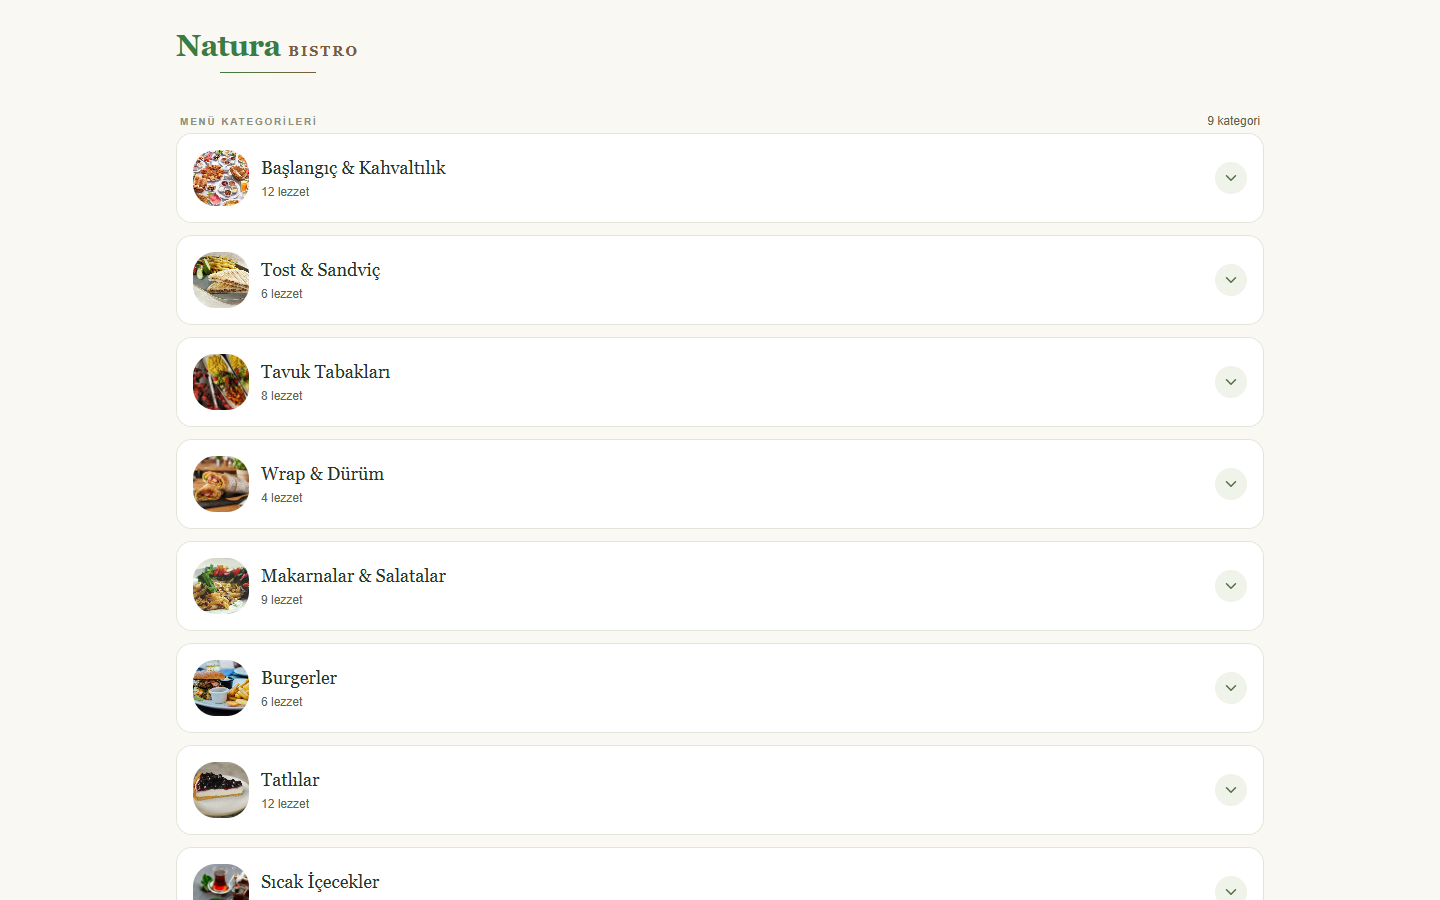 Natura BISTRO
MENÜ KATEGORİLERİ
9 kategori
Başlangıç & Kahvaltılık
12 lezzet
Tost & Sandviç
6 lezzet
Tavuk Tabakları
8 lezzet
Wrap & Dürüm
4 lezzet
Makarnalar & Salatalar
9 lezzet
Burgerler
6 lezzet
Tatlılar
12 lezzet
Sıcak İçecekler